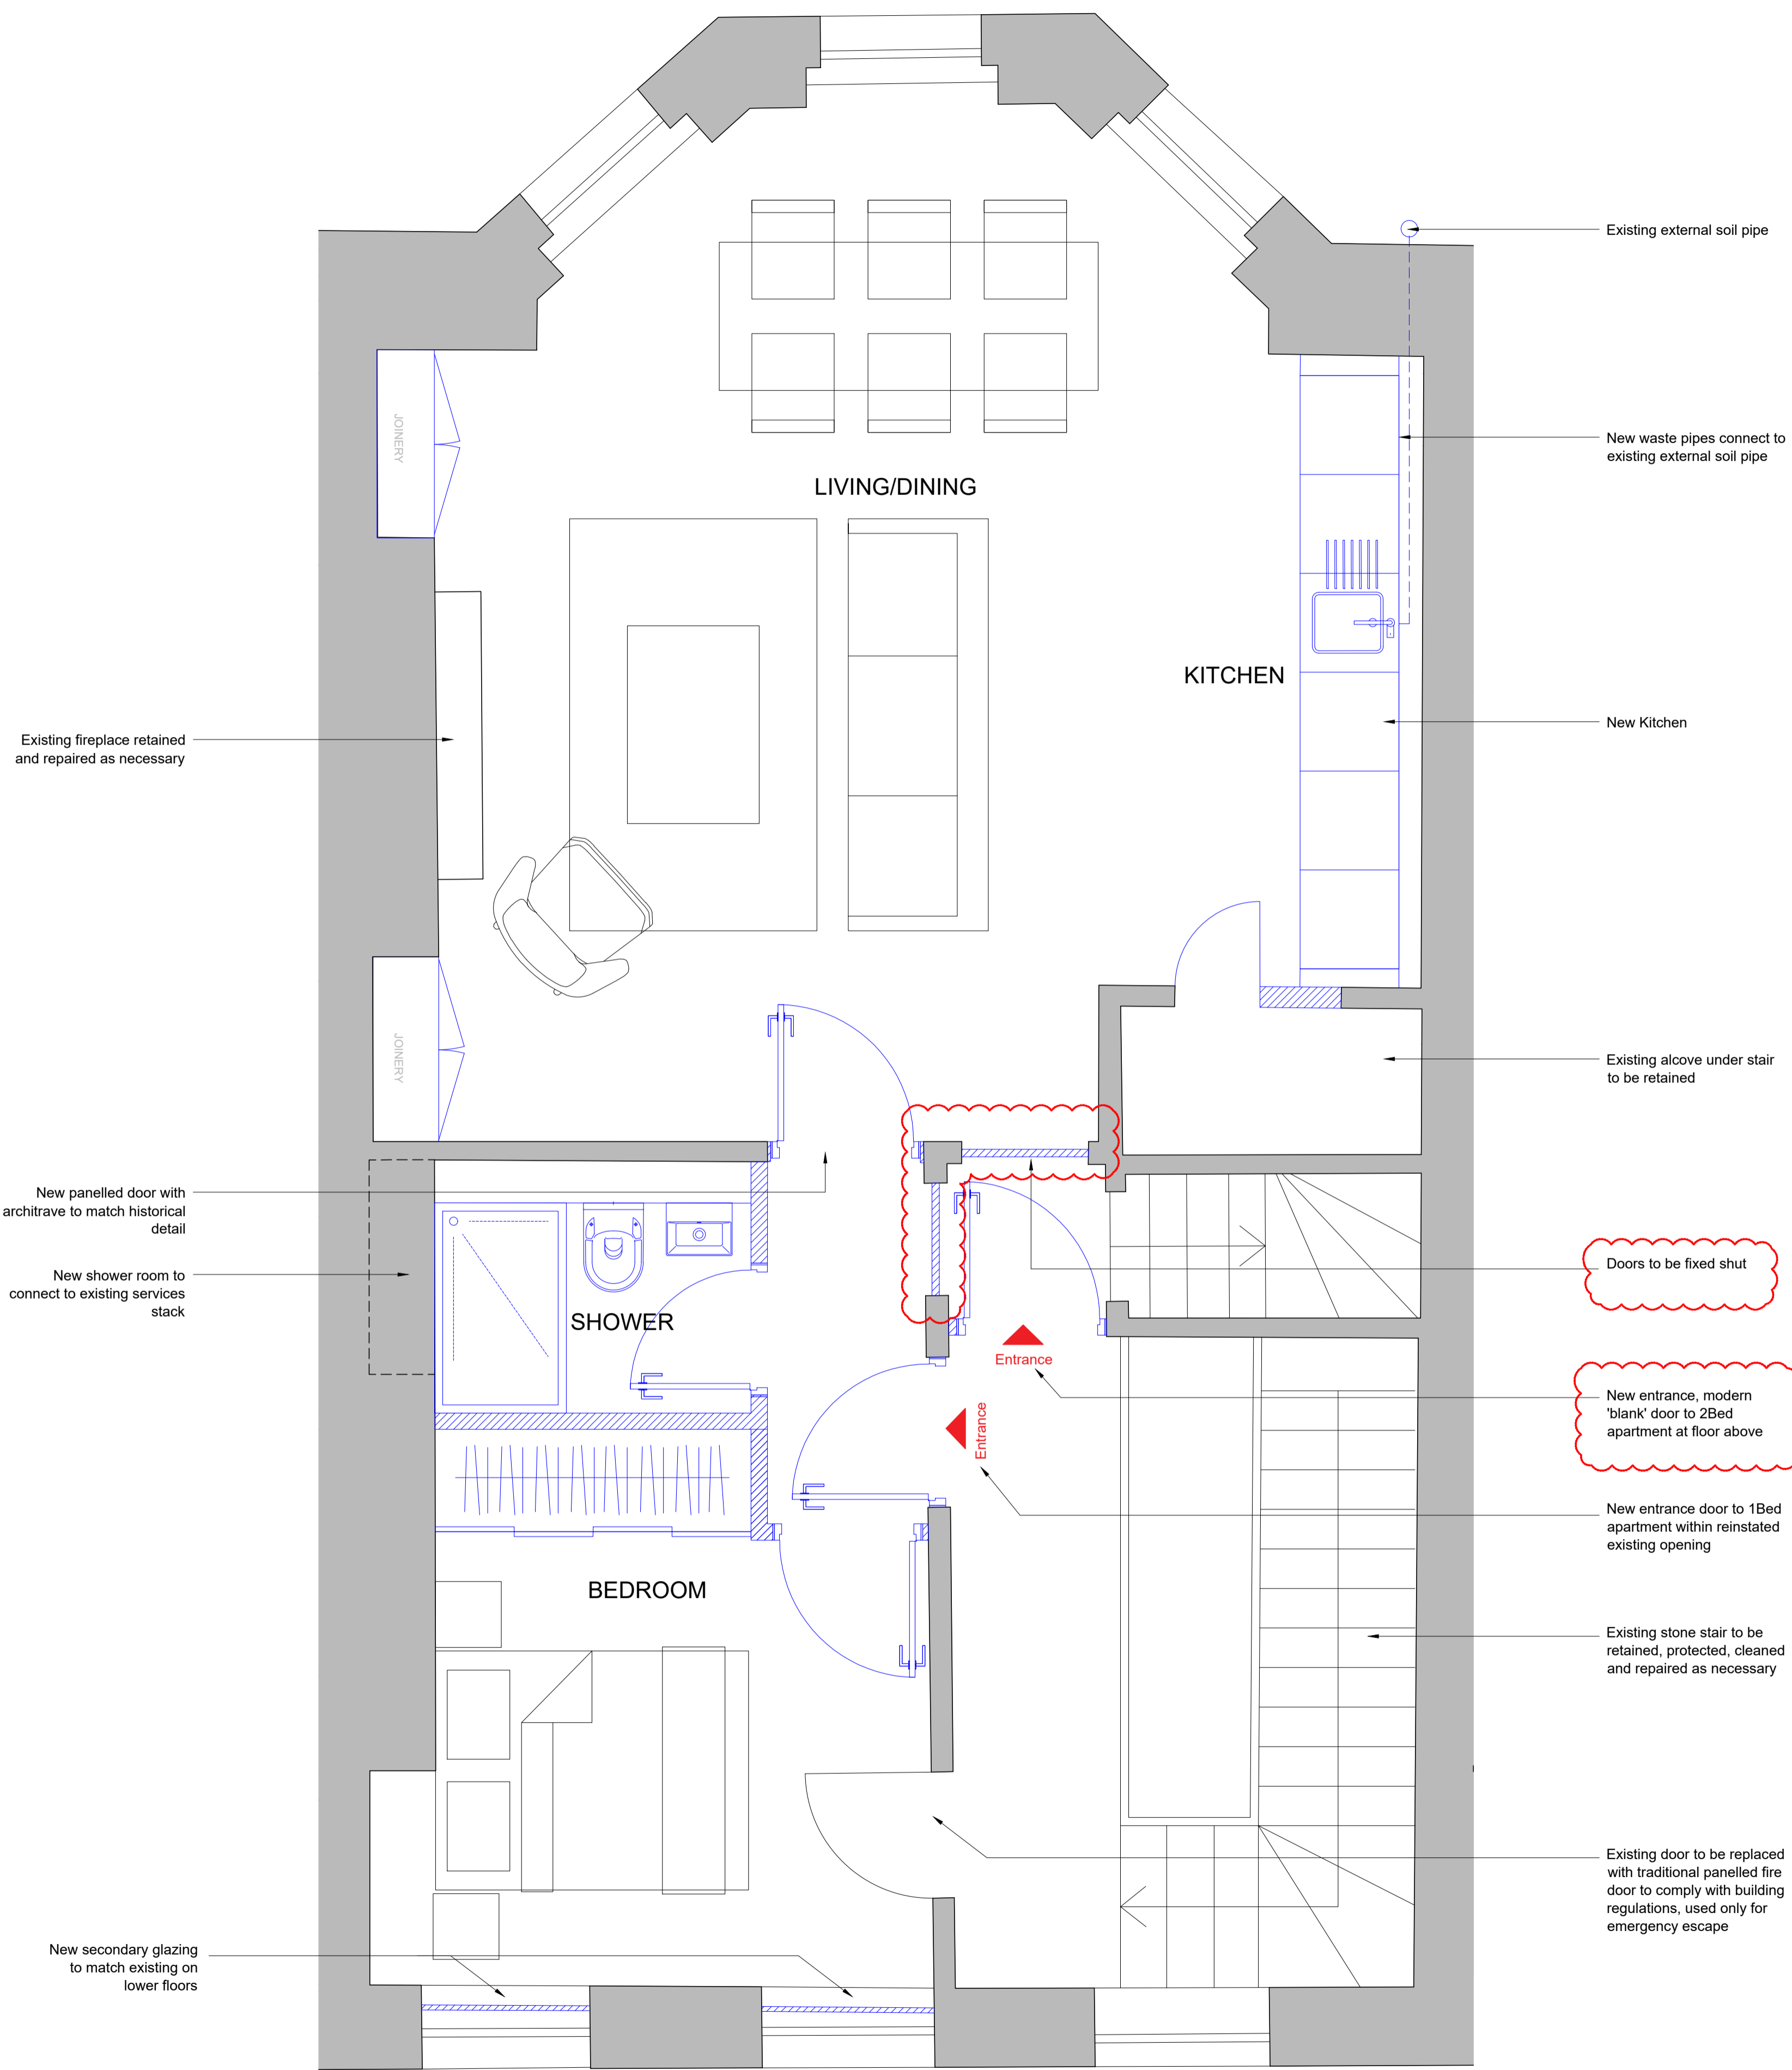 Existing external soil pipe
New waste pipes connect to
existing external soil pipe
JOINERY
LIVING/DINING
KITCHEN
New Kitchen
Existing fireplace retained
and repaired as necessary
JOINERY
Existing alcove under stair
to be retained
New panelled door with
architrave to match historical
detail
Doors to be fixed shut
New shower room to
connect to existing services
stack
SHOWER
Entrance
New entrance, modern
'blank' door to 2Bed
apartment at floor above
Entrance
New entrance door to 1Bed
apartment within reinstated
existing opening
BEDROOM
Existing stone stair to be
retained, protected, cleaned
and repaired as necessary
Existing door to be replaced
with traditional panelled fire
door to comply with building
regulations, used only for
emergency escape
New secondary glazing
to match existing on
lower floors